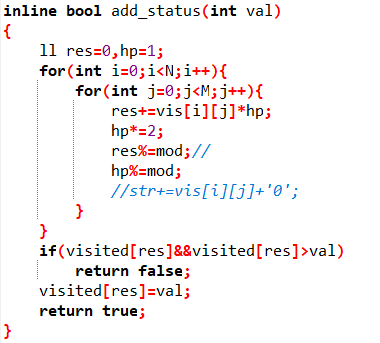 inline bool add_status(int val)
{
    ll res=0,hp=1;
    for(int i=0;i<N;i++){
        for(int j=0;j<M;j++){
            res+=vis[i][j]*hp;
            hp*=2;
            res%=mod;//
            hp%=mod;
            //str+=vis[i][j]+'0';
        }
    }
    if(visited[res]&&visited[res]>val)
        return false;
    visited[res]=val;
    return true;
}